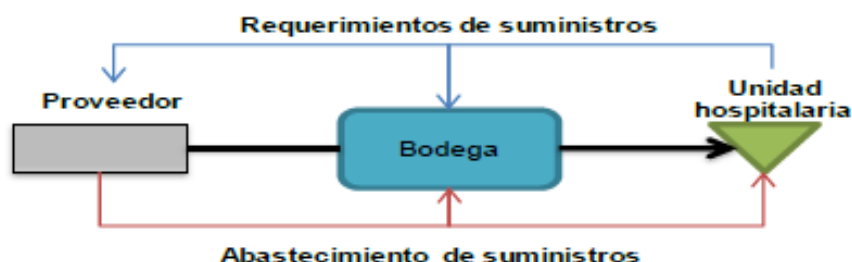 Requerimientos de suministros
Proveedor
Unidad
hospitalaria
Bodega
Abastecimiento de suministros